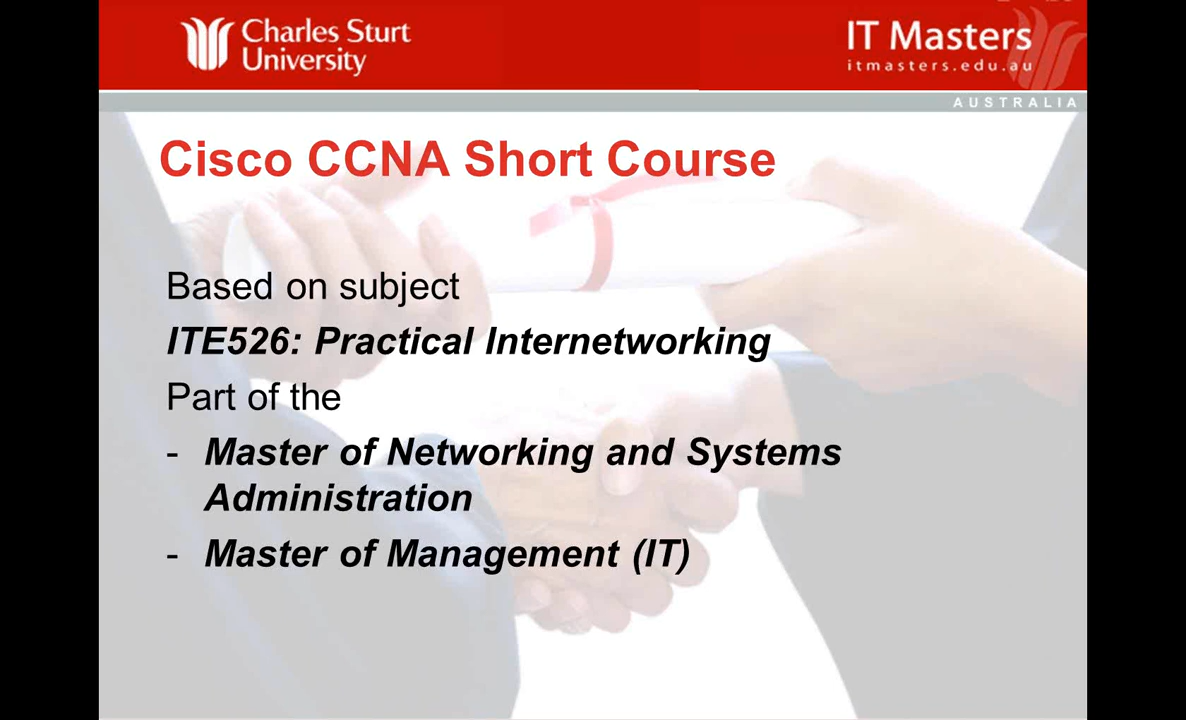 Charles Sturt
University
IT Masters
itmasters.edu.au
AUSTRALIA
Cisco CCNA Short Course
Based on subject
ITE526: Practical Internetworking
Part of the
- Master of Networking and Systems
Administration
- Master of Management (IT)